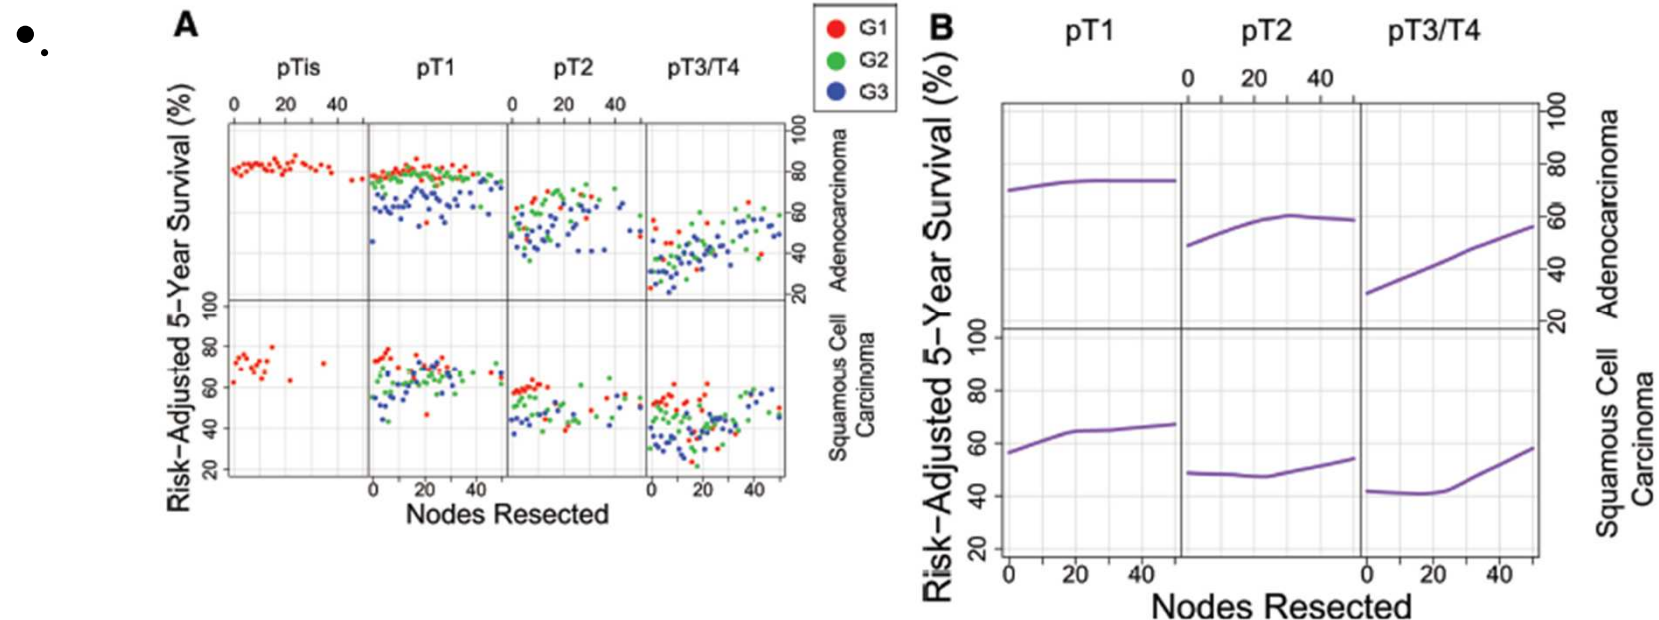 A
G1
G2
G3
pTis
pT1
pT2
pT3/T4
0 20 40
0 20 40
Risk-Adjusted 5-Year Survival (%)
100
80
60
40
20
Adenocarcinoma
100
80
60
40
20
Squamous Cell
Carcinoma
0 20 40
0 20 40
Nodes Resected
B
pT1
pT2
pT3/T4
0 20 40
Risk-Adjusted 5-Year Survival (%)
100
80
60
40
20
Adenocarcinoma
100
80
60
40
20
Squamous Cell
Carcinoma
0 20 40
0 20 40
Nodes Resected